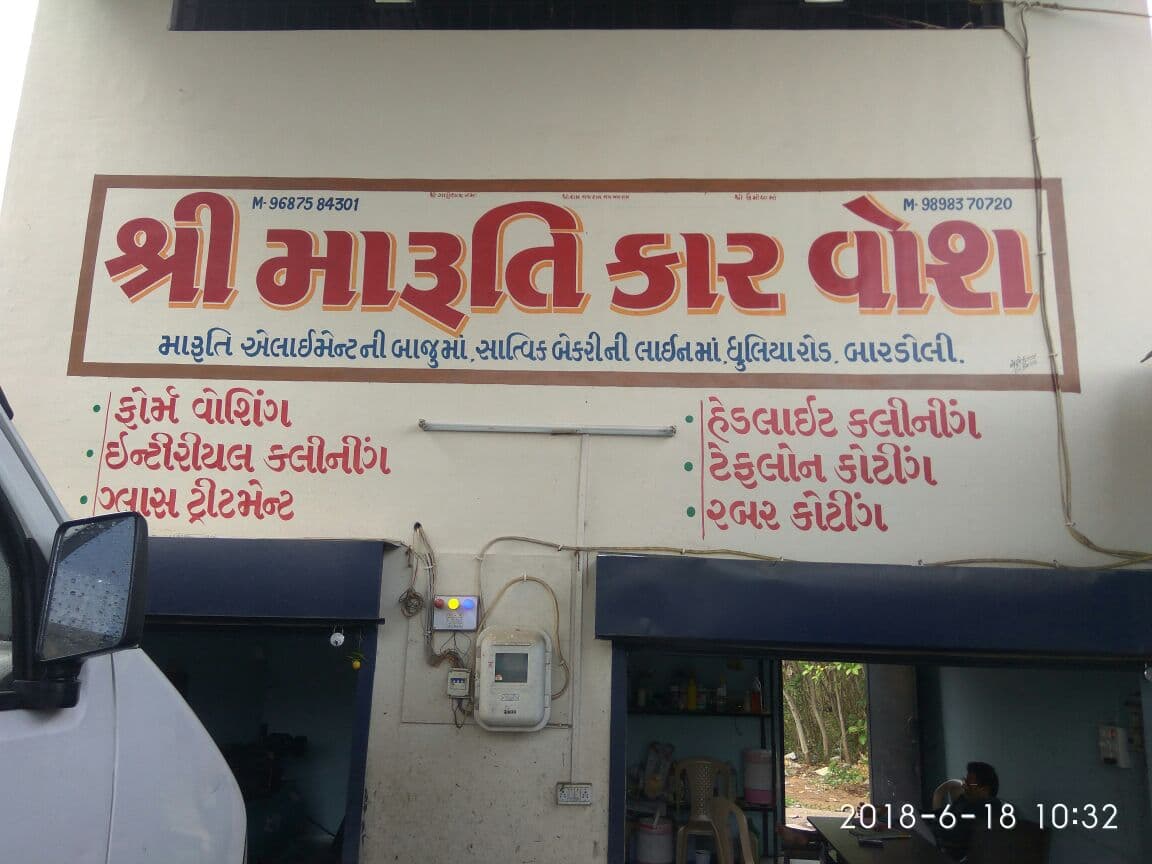 M-96875 84301
M-98983 70720
શ્રી મારૂતિ કાર વોશ
મારૂતિ એલાઈમેન્ટની બાજુમાં, સાત્વિક બેકરીની લાઈનમાં, ધુલિયારોડ, બારડોલી.
• ફોર્મ વોશિંગ
• ઇન્ટીરીયલ કલીનીંગ
• ગ્લાસ ટ્રીટમેન્ટ
• હેડલાઈટ કલીનીંગ
• ટેફલોન કોટીંગ
• રબર કોટીંગ
2018-6-18 10:32